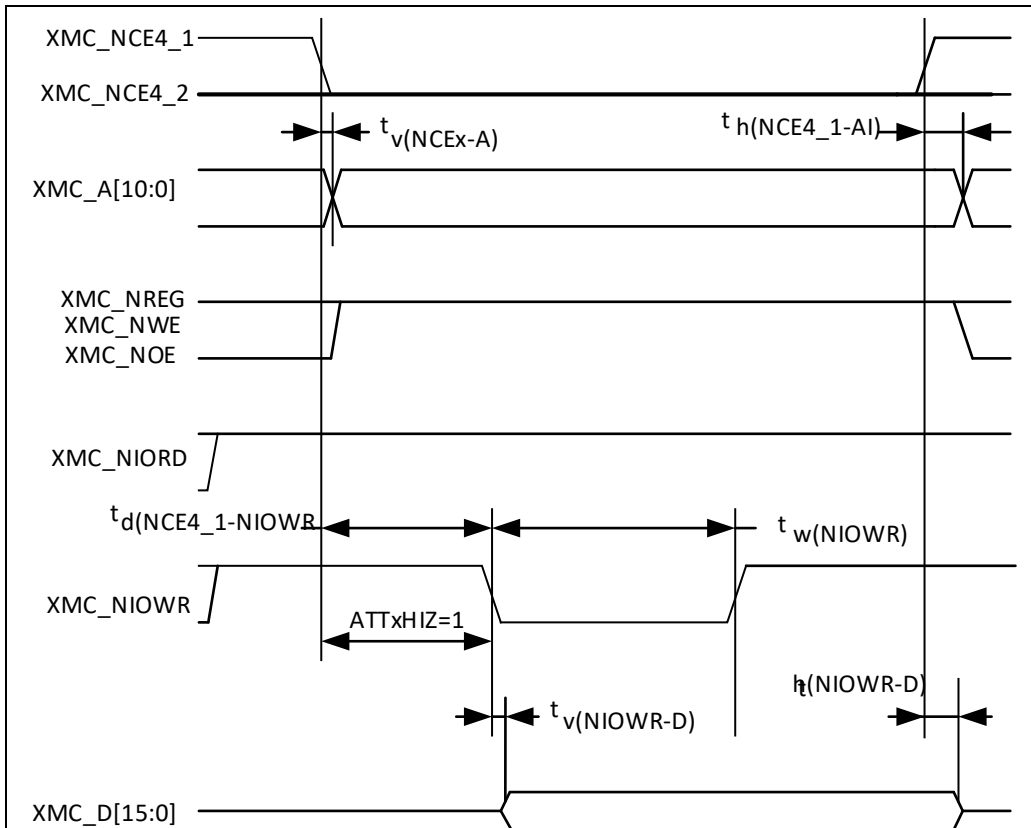 XMC_NCE4_1
XMC_NCE4_2
t v(NCEx-A)
t h(NCE4_1-AI)
XMC_A[10:0]
XMC_NREG
XMC_NWE
XMC_NOE
XMC_NIORD
t d(NCE4_1-NIOWR
t w(NIOWR)
XMC_NIOWR
ATTxHIZ=1
t h(NIOWR-D)
t v(NIOWR-D)
XMC_D[15:0]